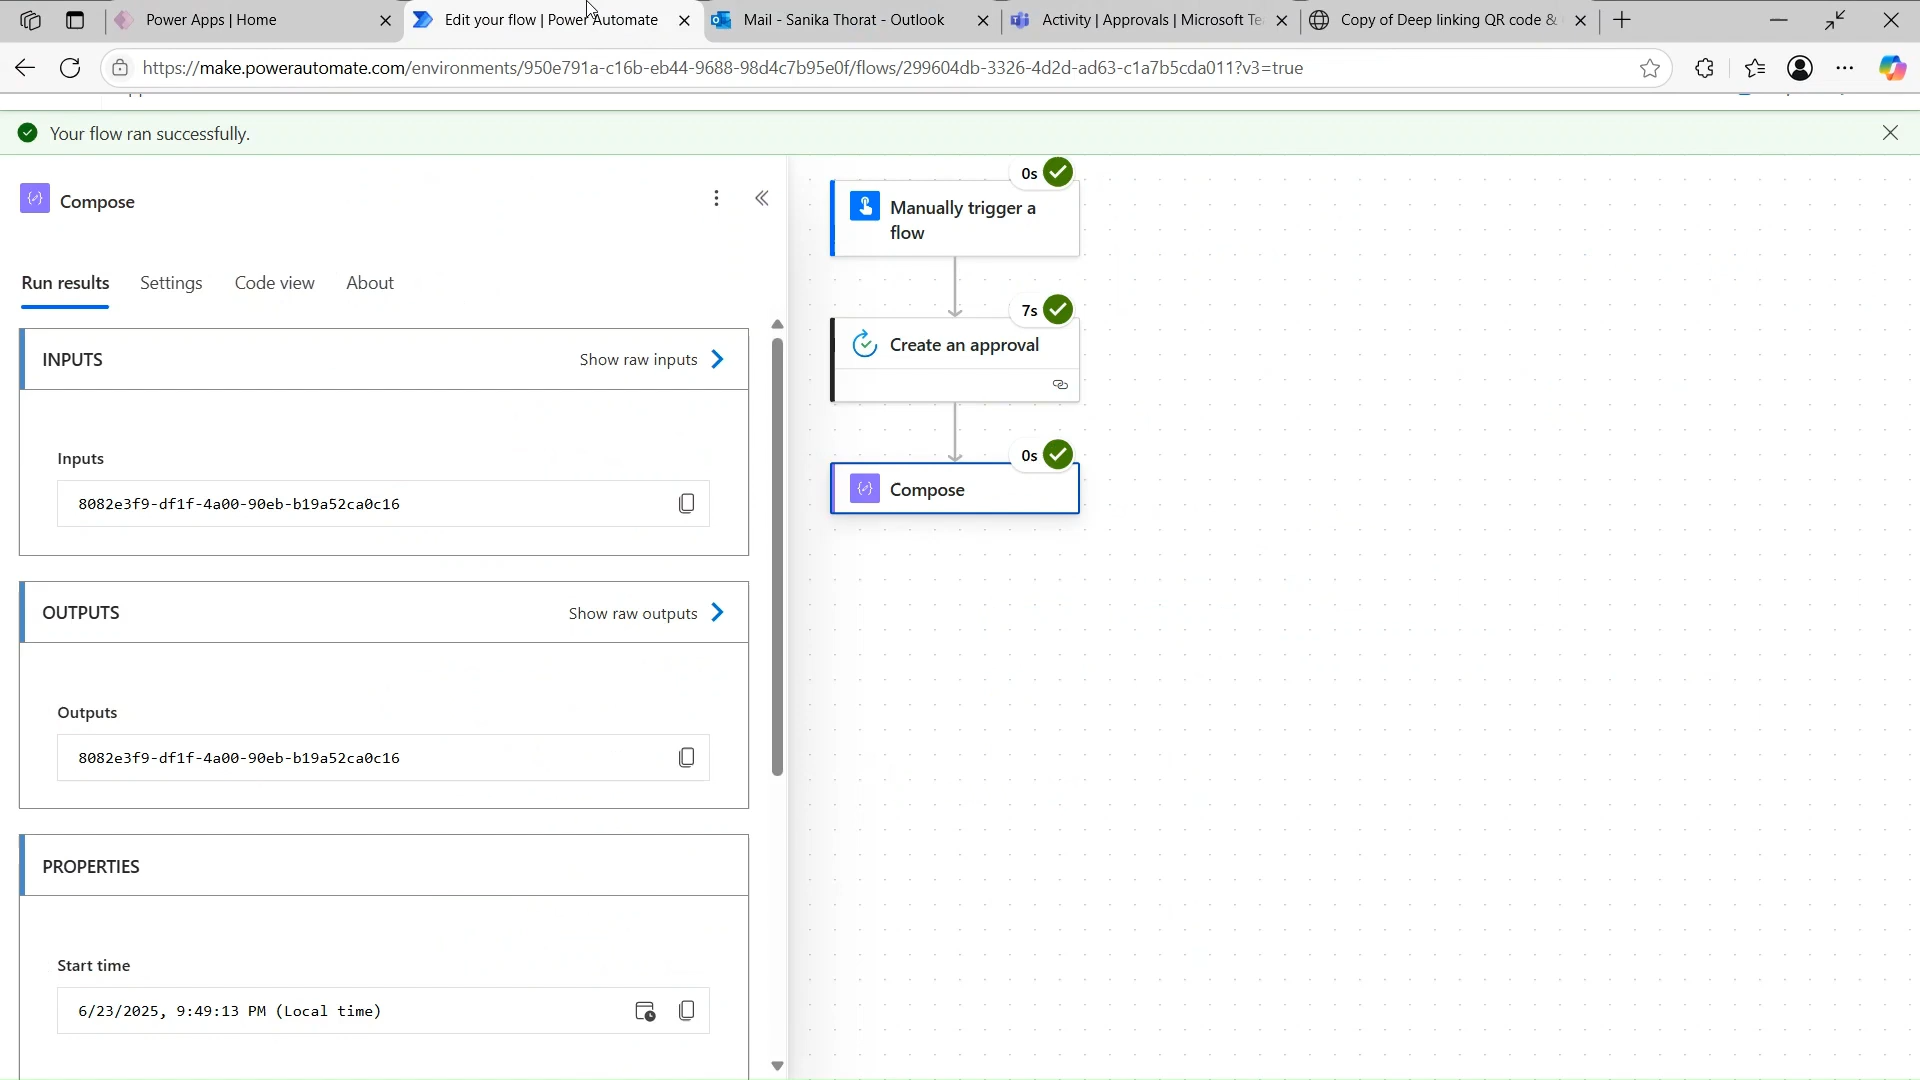 Power Apps | Home
Edit your flow | Power Automate
Mail - Sanika Thorat - Outlook
Activity | Approvals | Microsoft Te
Copy of Deep linking QR code &
https://make.powerautomate.com/environments/950e791a-c16b-eb44-9688-98d4c7b95e0f/flows/299604db-3326-4d2d-ad63-c1a7b5cda011?v3=true
Your flow ran successfully.
Compose
Run results
Settings
Code view
About
INPUTS
Show raw inputs
Inputs
8082e3f9-df1f-4a00-90eb-b19a52ca0c16
OUTPUTS
Show raw outputs
Outputs
8082e3f9-df1f-4a00-90eb-b19a52ca0c16
PROPERTIES
Start time
6/23/2025, 9:49:13 PM (Local time)
0s
Manually trigger a
flow
7s
Create an approval
0s
Compose